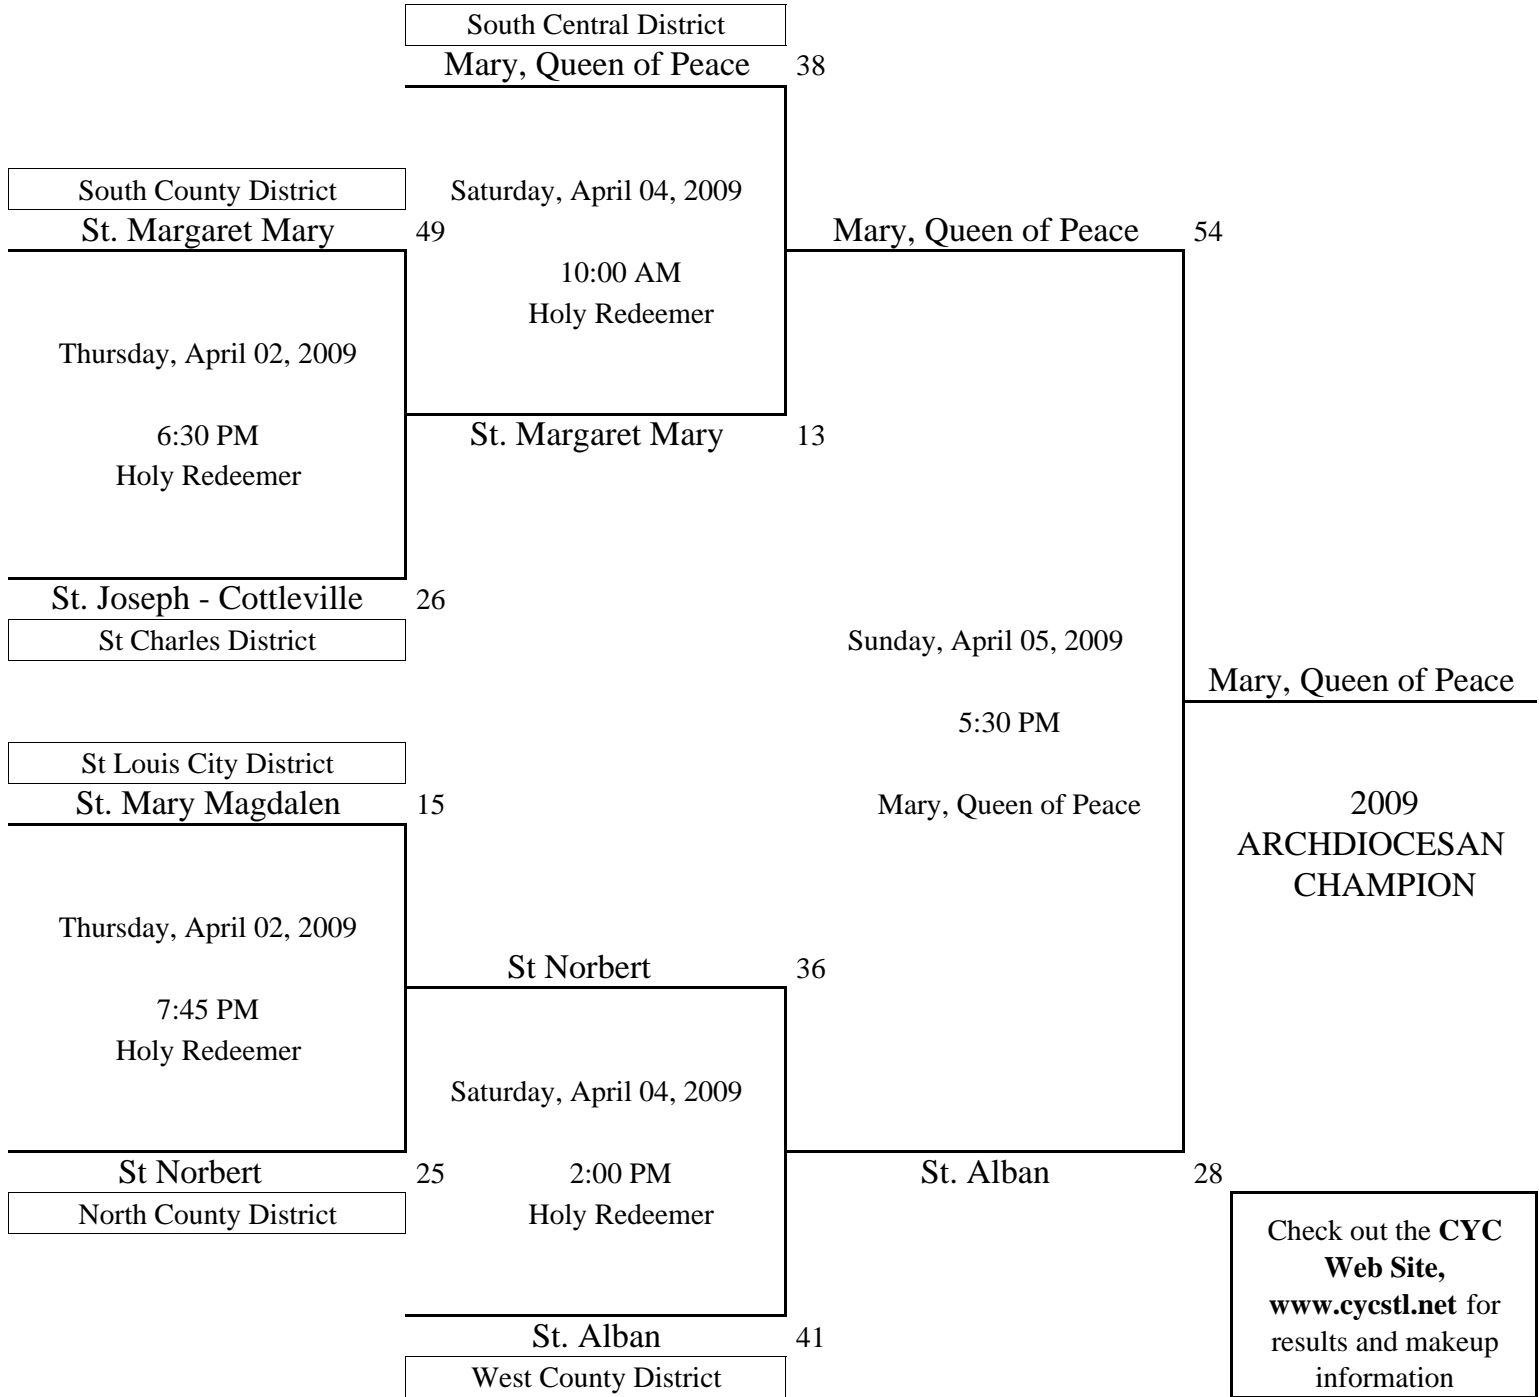 South Central District
Mary, Queen of Peace 38
South County District
Saturday, April 04, 2009
St. Margaret Mary 49
Mary, Queen of Peace 54
10:00 AM
Holy Redeemer
Thursday, April 02, 2009
6:30 PM
Holy Redeemer
St. Margaret Mary 13
St. Joseph - Cottleville 26
St Charles District
Sunday, April 05, 2009
Mary, Queen of Peace
5:30 PM
St Louis City District
St. Mary Magdalen 15
Mary, Queen of Peace
2009
ARCHDIOCESAN
CHAMPION
Thursday, April 02, 2009
St Norbert 36
7:45 PM
Holy Redeemer
Saturday, April 04, 2009
St Norbert 25
North County District
2:00 PM
Holy Redeemer
St. Alban 28
Check out the CYC
Web Site,
www.cycstl.net for
results and makeup
information
St. Alban 41
West County District